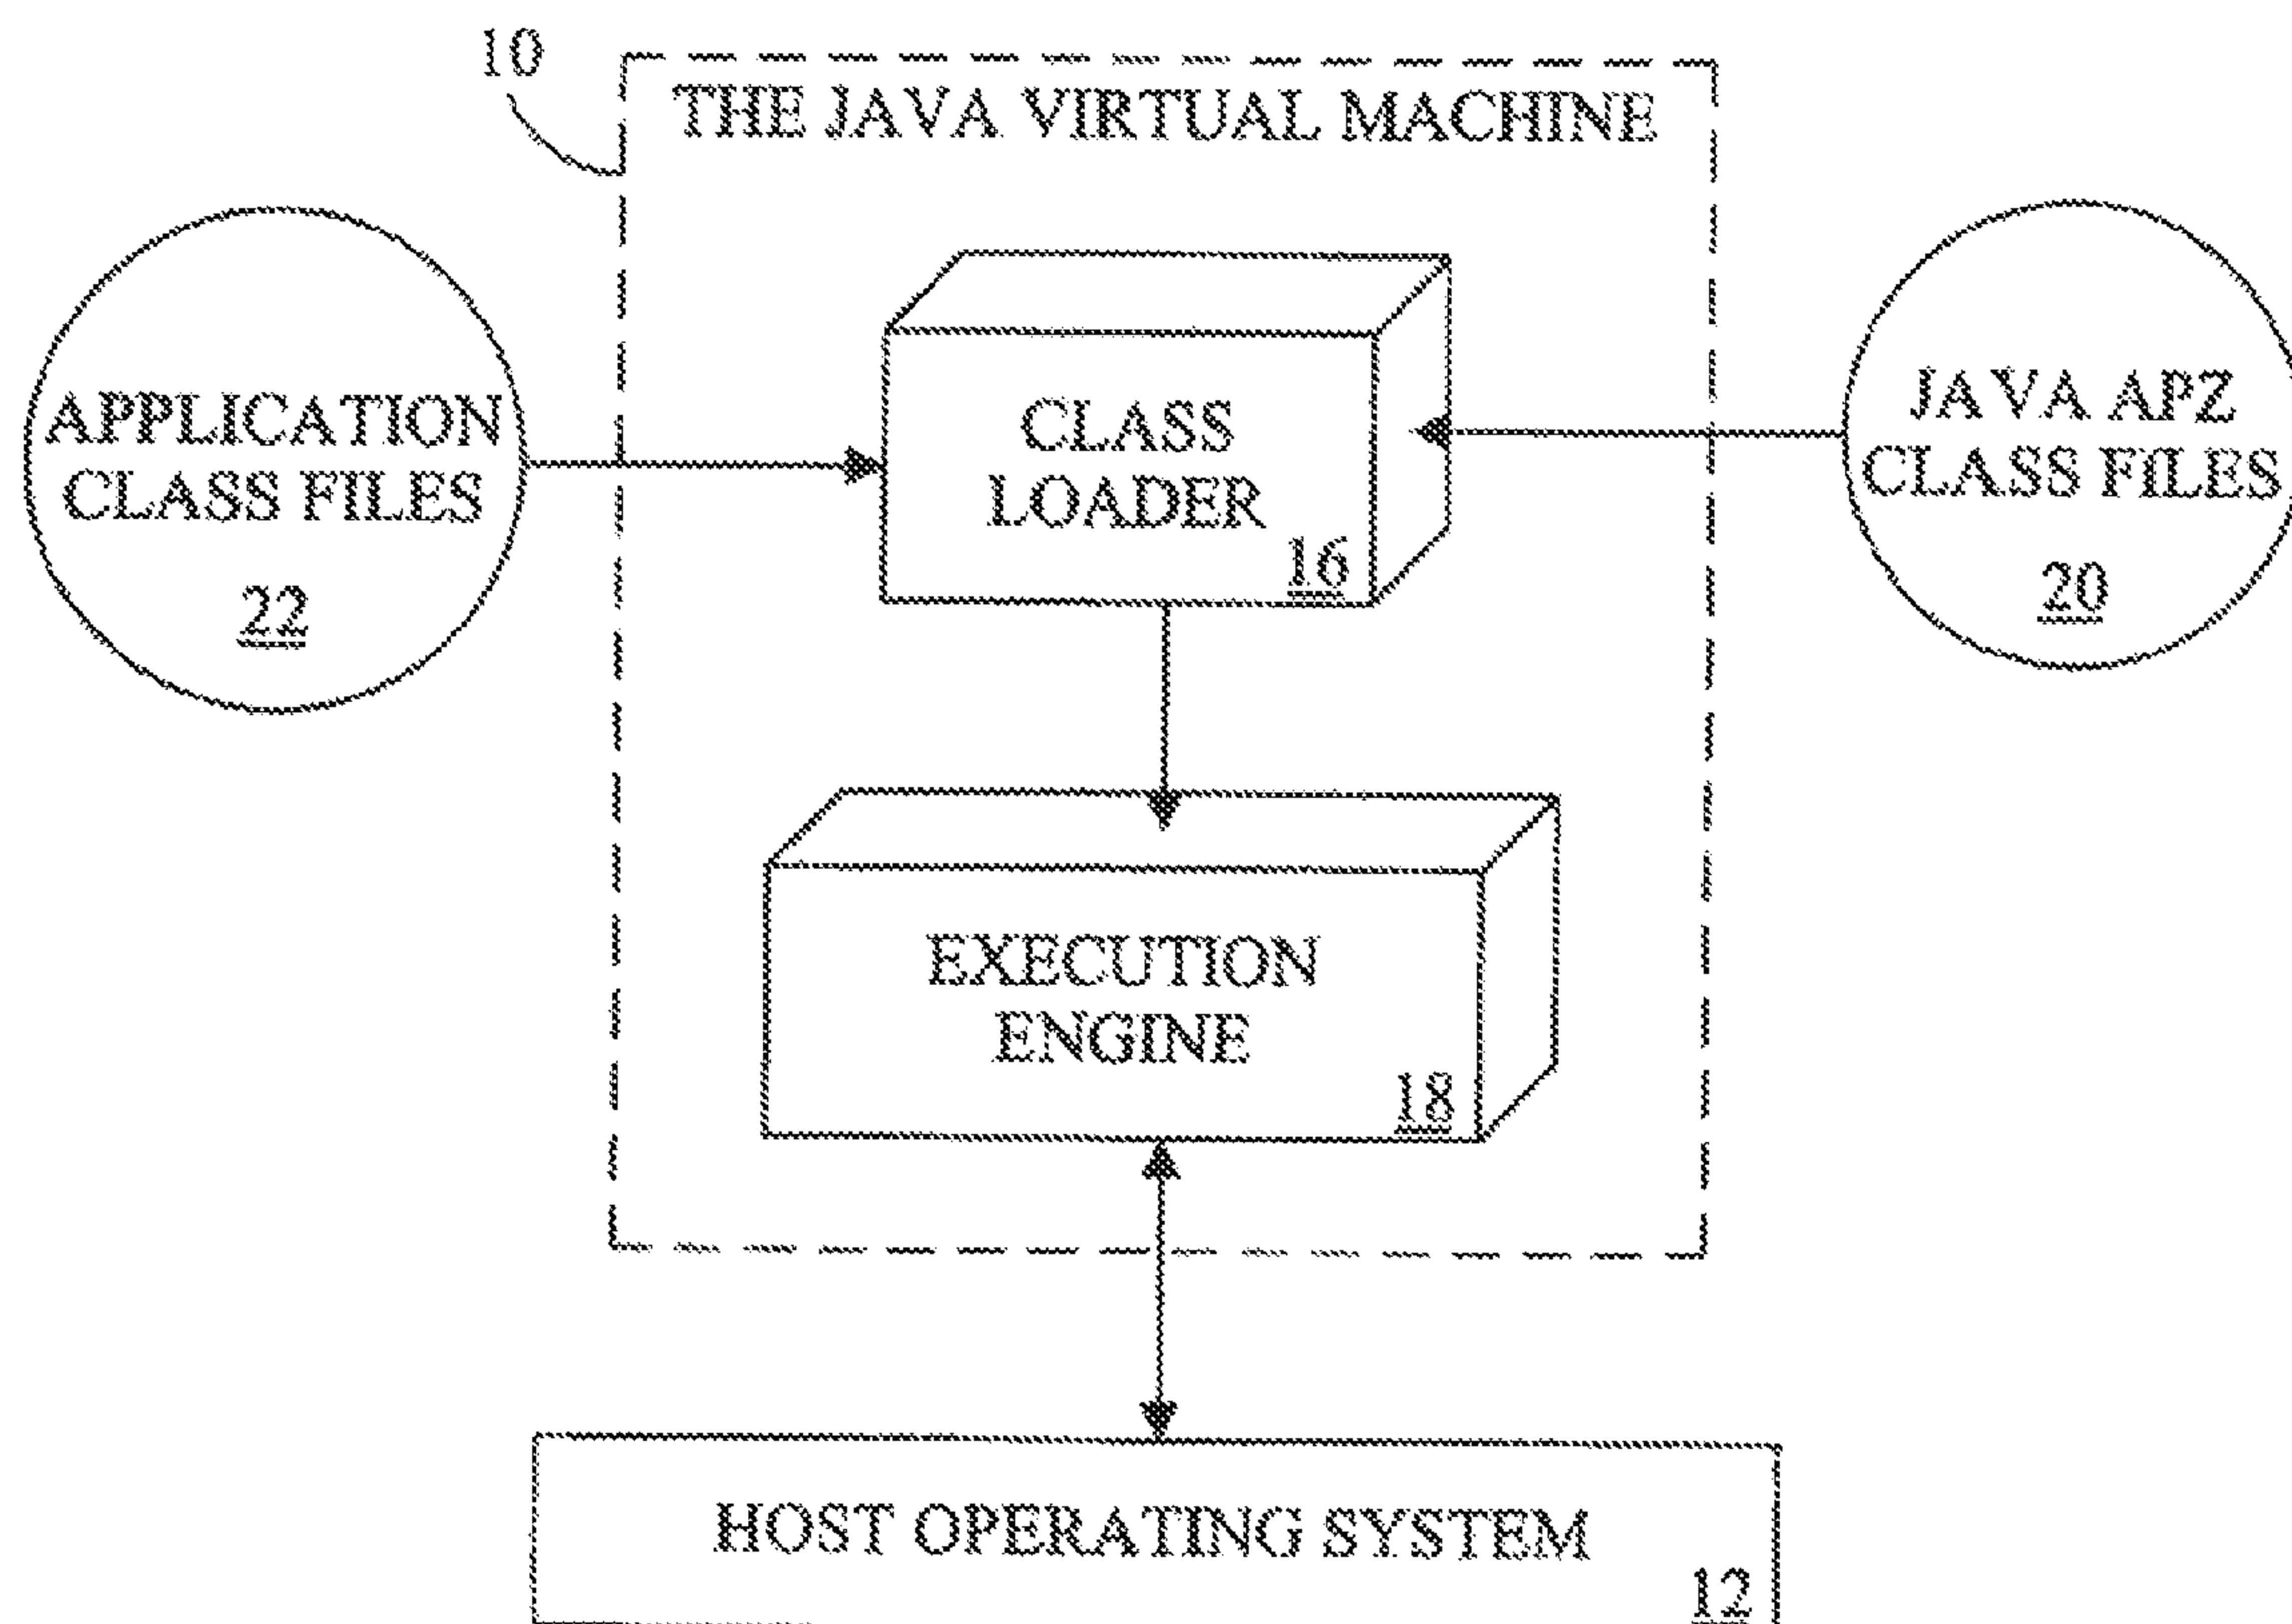 10
THE JAVA VIRTUAL MACHINE
APPLICATION
CLASS FILES
22
CLASS
LOADER
16
JAVA APZ
CLASS FILES
20
EXECUTION
ENGINE
18
HOST OPERATING SYSTEM
12